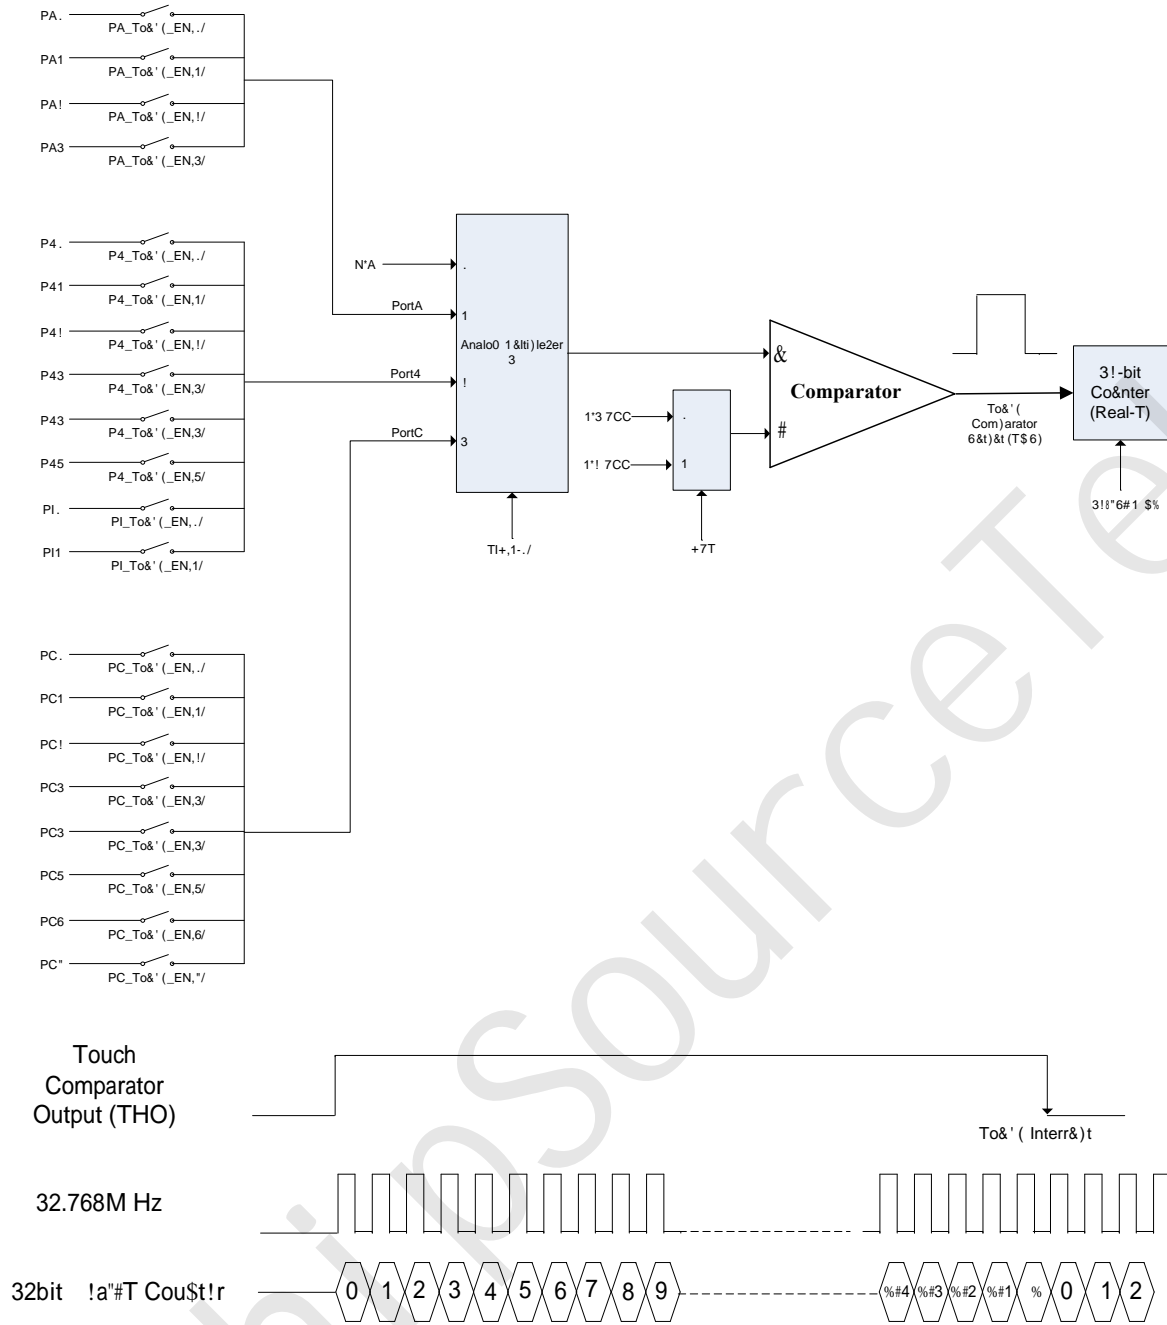 PA.
PA_To&'(_EN,./
PA1
PA_To&'(_EN,1/
PA!
PA_To&'(_EN,!/
PA3
PA_To&'(_EN,3/
P4.
P4_To&'(_EN,./
P41
P4_To&'(_EN,1/
P4!
P4_To&'(_EN,!/
P43
P4_To&'(_EN,3/
P43
P4_To&'(_EN,3/
P45
P4_To&'(_EN,5/
PI.
PI_To&'(_EN,./
PI1
PI_To&'(_EN,1/
PC.
PC_To&'(_EN,./
PC1
PC_To&'(_EN,1/
PC!
PC_To&'(_EN,!/
PC3
PC_To&'(_EN,3/
PC3
PC_To&'(_EN,3/
PC5
PC_To&'(_EN,5/
PC6
PC_To&'(_EN,6/
PC"
PC_To&'(_EN,"/
N*A
.
PortA
1
Analo0 1&lti)le2er
3
Port4
!
PortC
3
TI+,1-./
1*3 7CC
.
1*! 7CC
1
+7T
&
Comparator
#
To&'(
Com)arator
6&t)&t (T$6)
3!-bit
Co&nter
(Real-T)
3!8"6#1 $%
Touch
Comparator
Output (THO)
To&'( Interr&)t
32.768M Hz
32bit !a"#T Cou$t!r
0 1 2 3 4 5 6 7 8 9 %#4 %#3 %#2 %#1 % 0 1 2
hipSourceTe